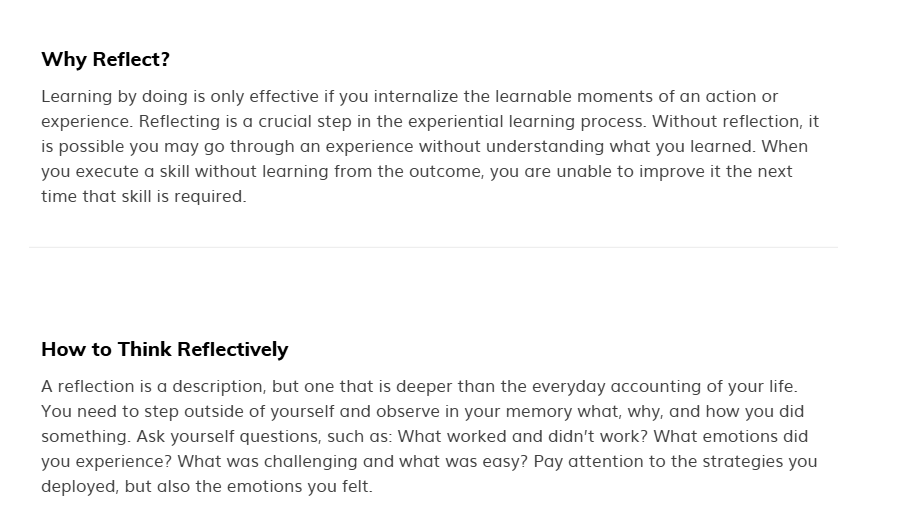 Why Reflect?
Learning by doing is only effective if you internalize the learnable moments of an action or
experience. Reflecting is a crucial step in the experiential learning process. Without reflection, it
is possible you may go through an experience without understanding what you learned. When
you execute a skill without learning from the outcome, you are unable to improve it the next
time that skill is required.
How to Think Reflectively
A reflection is a description, but one that is deeper than the everyday accounting of your life.
You need to step outside of yourself and observe in your memory what, why, and how you did
something. Ask yourself questions, such as: What worked and didn’t work? What emotions did
you experience? What was challenging and what was easy? Pay attention to the strategies you
deployed, but also the emotions you felt.